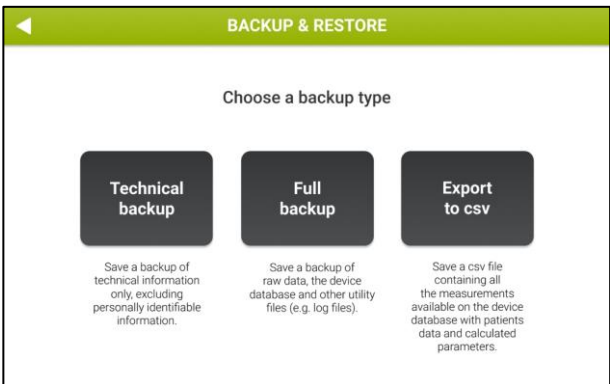 BACKUP & RESTORE
Choose a backup type
Technical
backup
Full
backup
Export
to csv
Save a backup of
technical information
only, excluding
personally identifiable
information.
Save a backup of
raw data, the device
database and other utility
files (e.g. log files).
Save a csv file
containing all
the measurements
available on the device
database with patients
data and calculated
parameters.